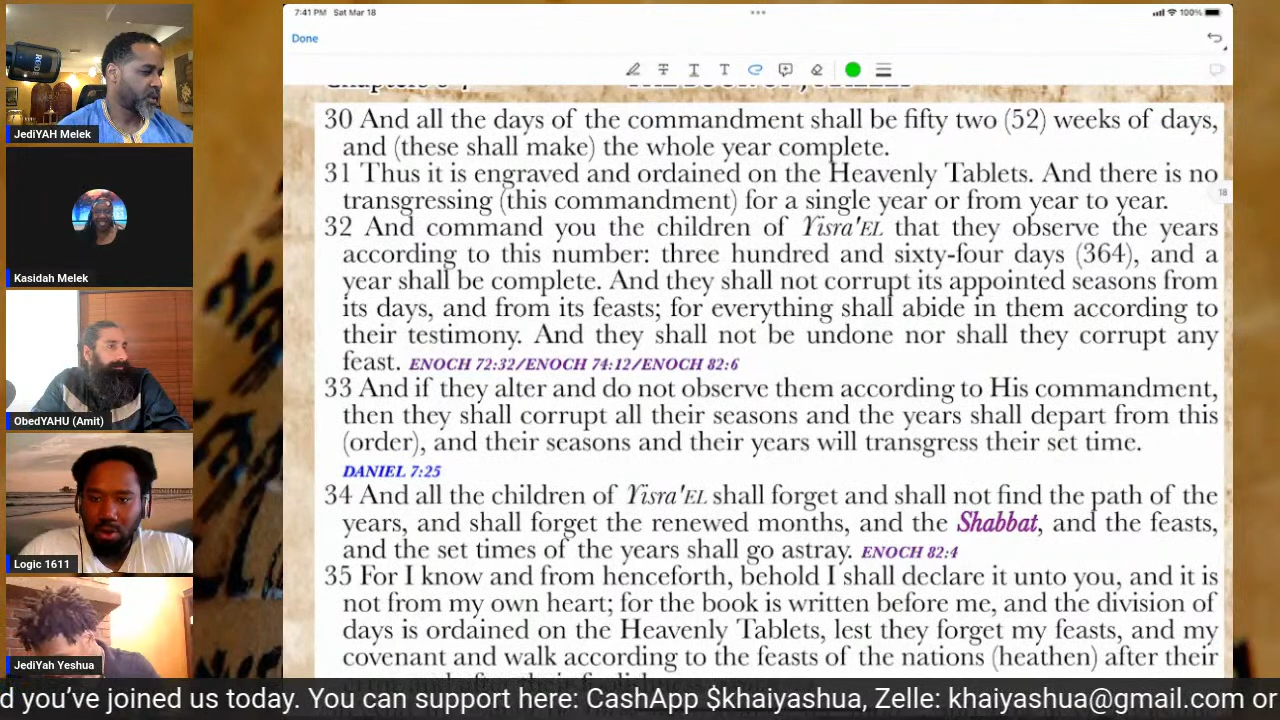 7:41 PM Sat Mar 18
100%
Done
30 And all the days of the commandment shall be fifty two (52) weeks of days,
and (these shall make) the whole year complete.
31 Thus it is engraved and ordained on the Heavenly Tablets. And there is no
transgressing (this commandment) for a single year or from year to year.
18
32 And command you the children of Yisra'EL that they observe the years
according to this number: three hundred and sixty-four days (364), and a
year shall be complete. And they shall not corrupt its appointed seasons from
its days, and from its feasts; for everything shall abide in them according to
their testimony. And they shall not be undone nor shall they corrupt any
feast. ENOCH 72:32/ENOCH 74:12/ENOCH 82:6
33 And if they alter and do not observe them according to His commandment,
then they shall corrupt all their seasons and the years shall depart from this
(order), and their seasons and their years will transgress their set time.
DANIEL 7:25
34 And all the children of Yisra'EL shall forget and shall not find the path of the
years, and shall forget the renewed months, and the Shabbat, and the feasts,
and the set times of the years shall go astray. ENOCH 82:4
35 For I know and from henceforth, behold I shall declare it unto you, and it is
not from my own heart; for the book is written before me, and the division of
days is ordained on the Heavenly Tablets, lest they forget my feasts, and my
covenant and walk according to the feasts of the nations (heathen) after their
JediYAH Melek
Kasidah Melek
ObedYAHU (Amit)
Logic 1611
JediYah Yeshua
d you've joined us today. You can support here: CashApp $khaiyashua, Zelle: khaiyashua@gmail.com or